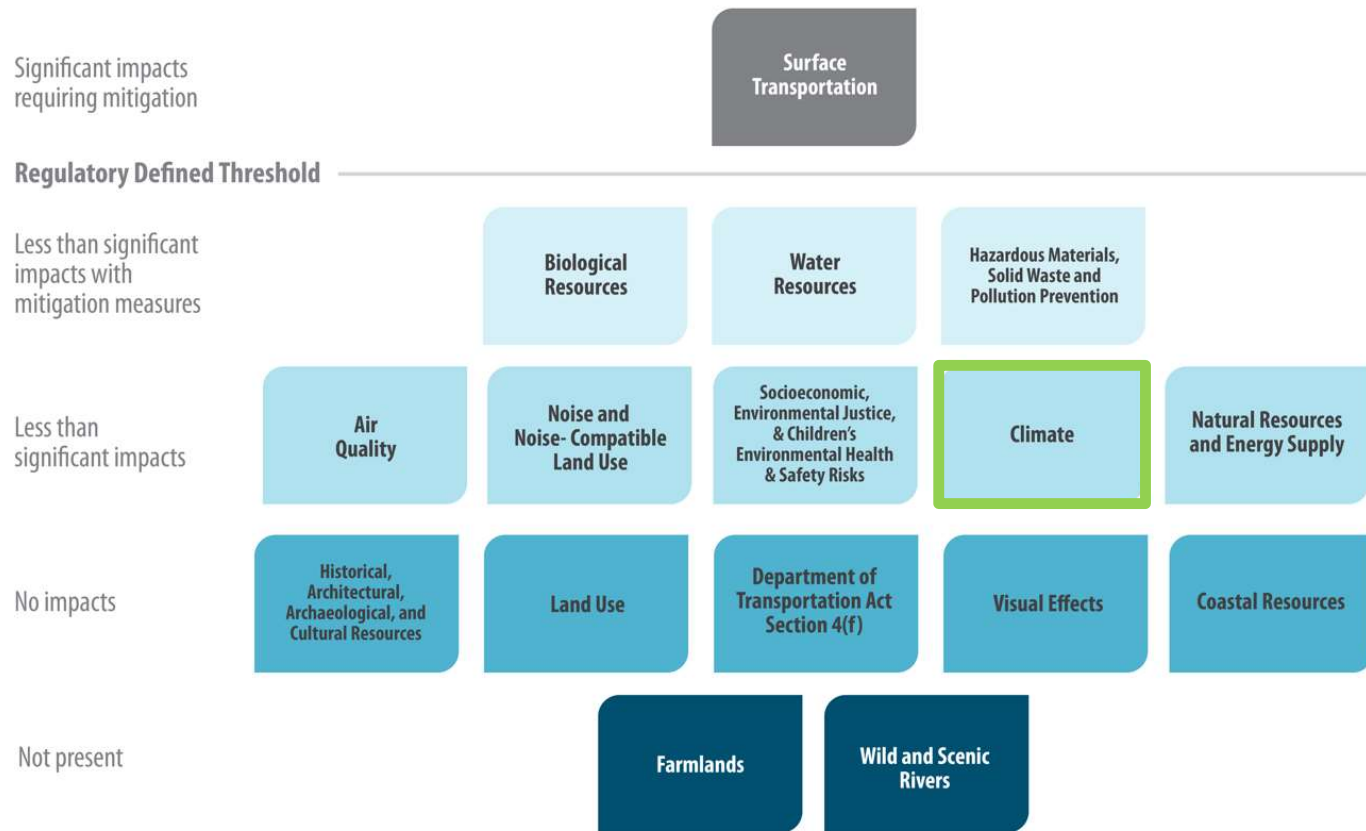 Significant impacts
requiring mitigation
Surface
Transportation
Regulatory Defined Threshold
Less than significant
impacts with
mitigation measures
Biological
Resources
Water
Resources
Hazardous Materials,
Solid Waste and
Pollution Prevention
Less than
significant impacts
Air
Quality
Noise and
Noise- Compatible
Land Use
Socioeconomic,
Environmental Justice,
& Children's
Environmental Health
& Safety Risks
Climate
Natural Resources
and Energy Supply
No impacts
Historical,
Architectural,
Archaeological, and
Cultural Resources
Land Use
Department of
Transportation Act
Section 4(f)
Visual Effects
Coastal Resources
Not present
Farmlands
Wild and Scenic
Rivers